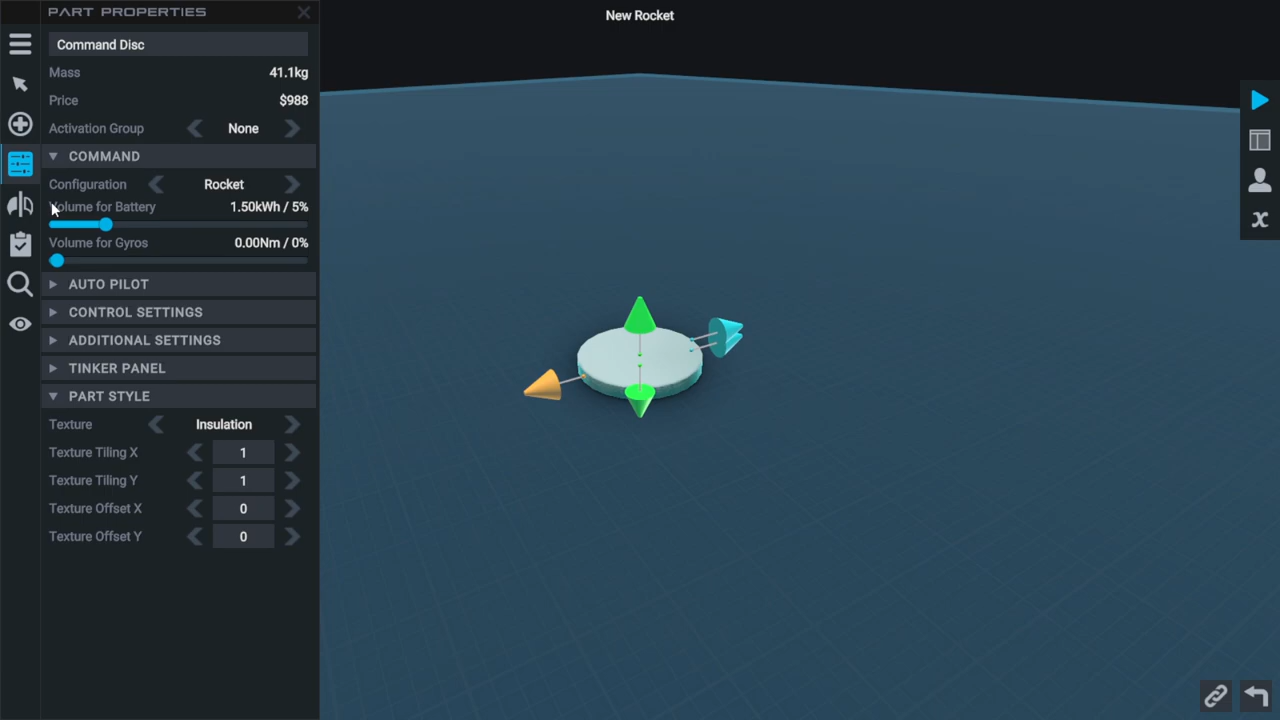 PART PROPERTIES
New Rocket
Command Disc
Mass 41.1kg
Price $988
Activation Group None
COMMAND
Configuration Rocket
Volume for Battery 1.50kWh / 5%
Volume for Gyros 0.00Nm / 0%
AUTO PILOT
CONTROL SETTINGS
ADDITIONAL SETTINGS
TINKER PANEL
PART STYLE
Texture Insulation
Texture Tiling X 1
Texture Tiling Y 1
Texture Offset X 0
Texture Offset Y 0
x